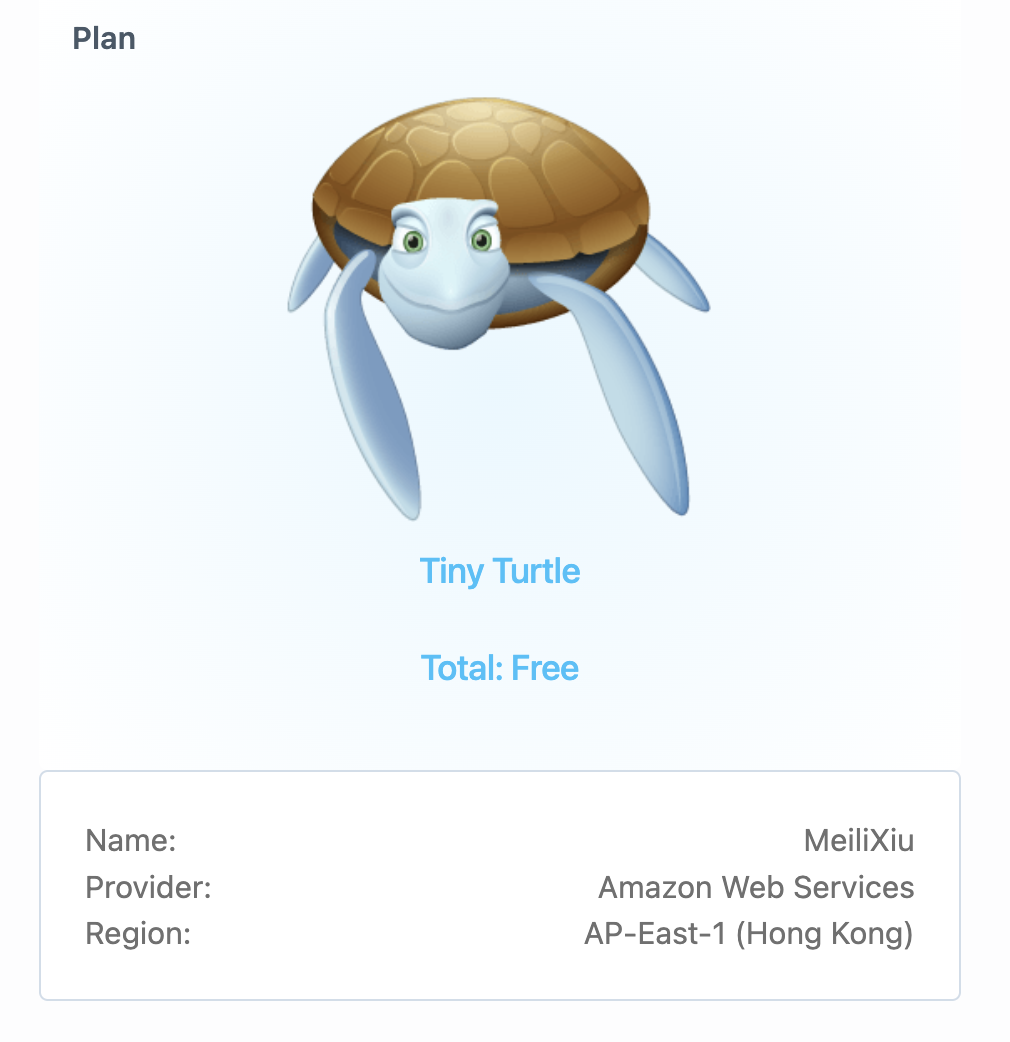 Plan
Tiny Turtle
Total: Free
Name: MeiliXiu
Provider: Amazon Web Services
Region: AP-East-1 (Hong Kong)